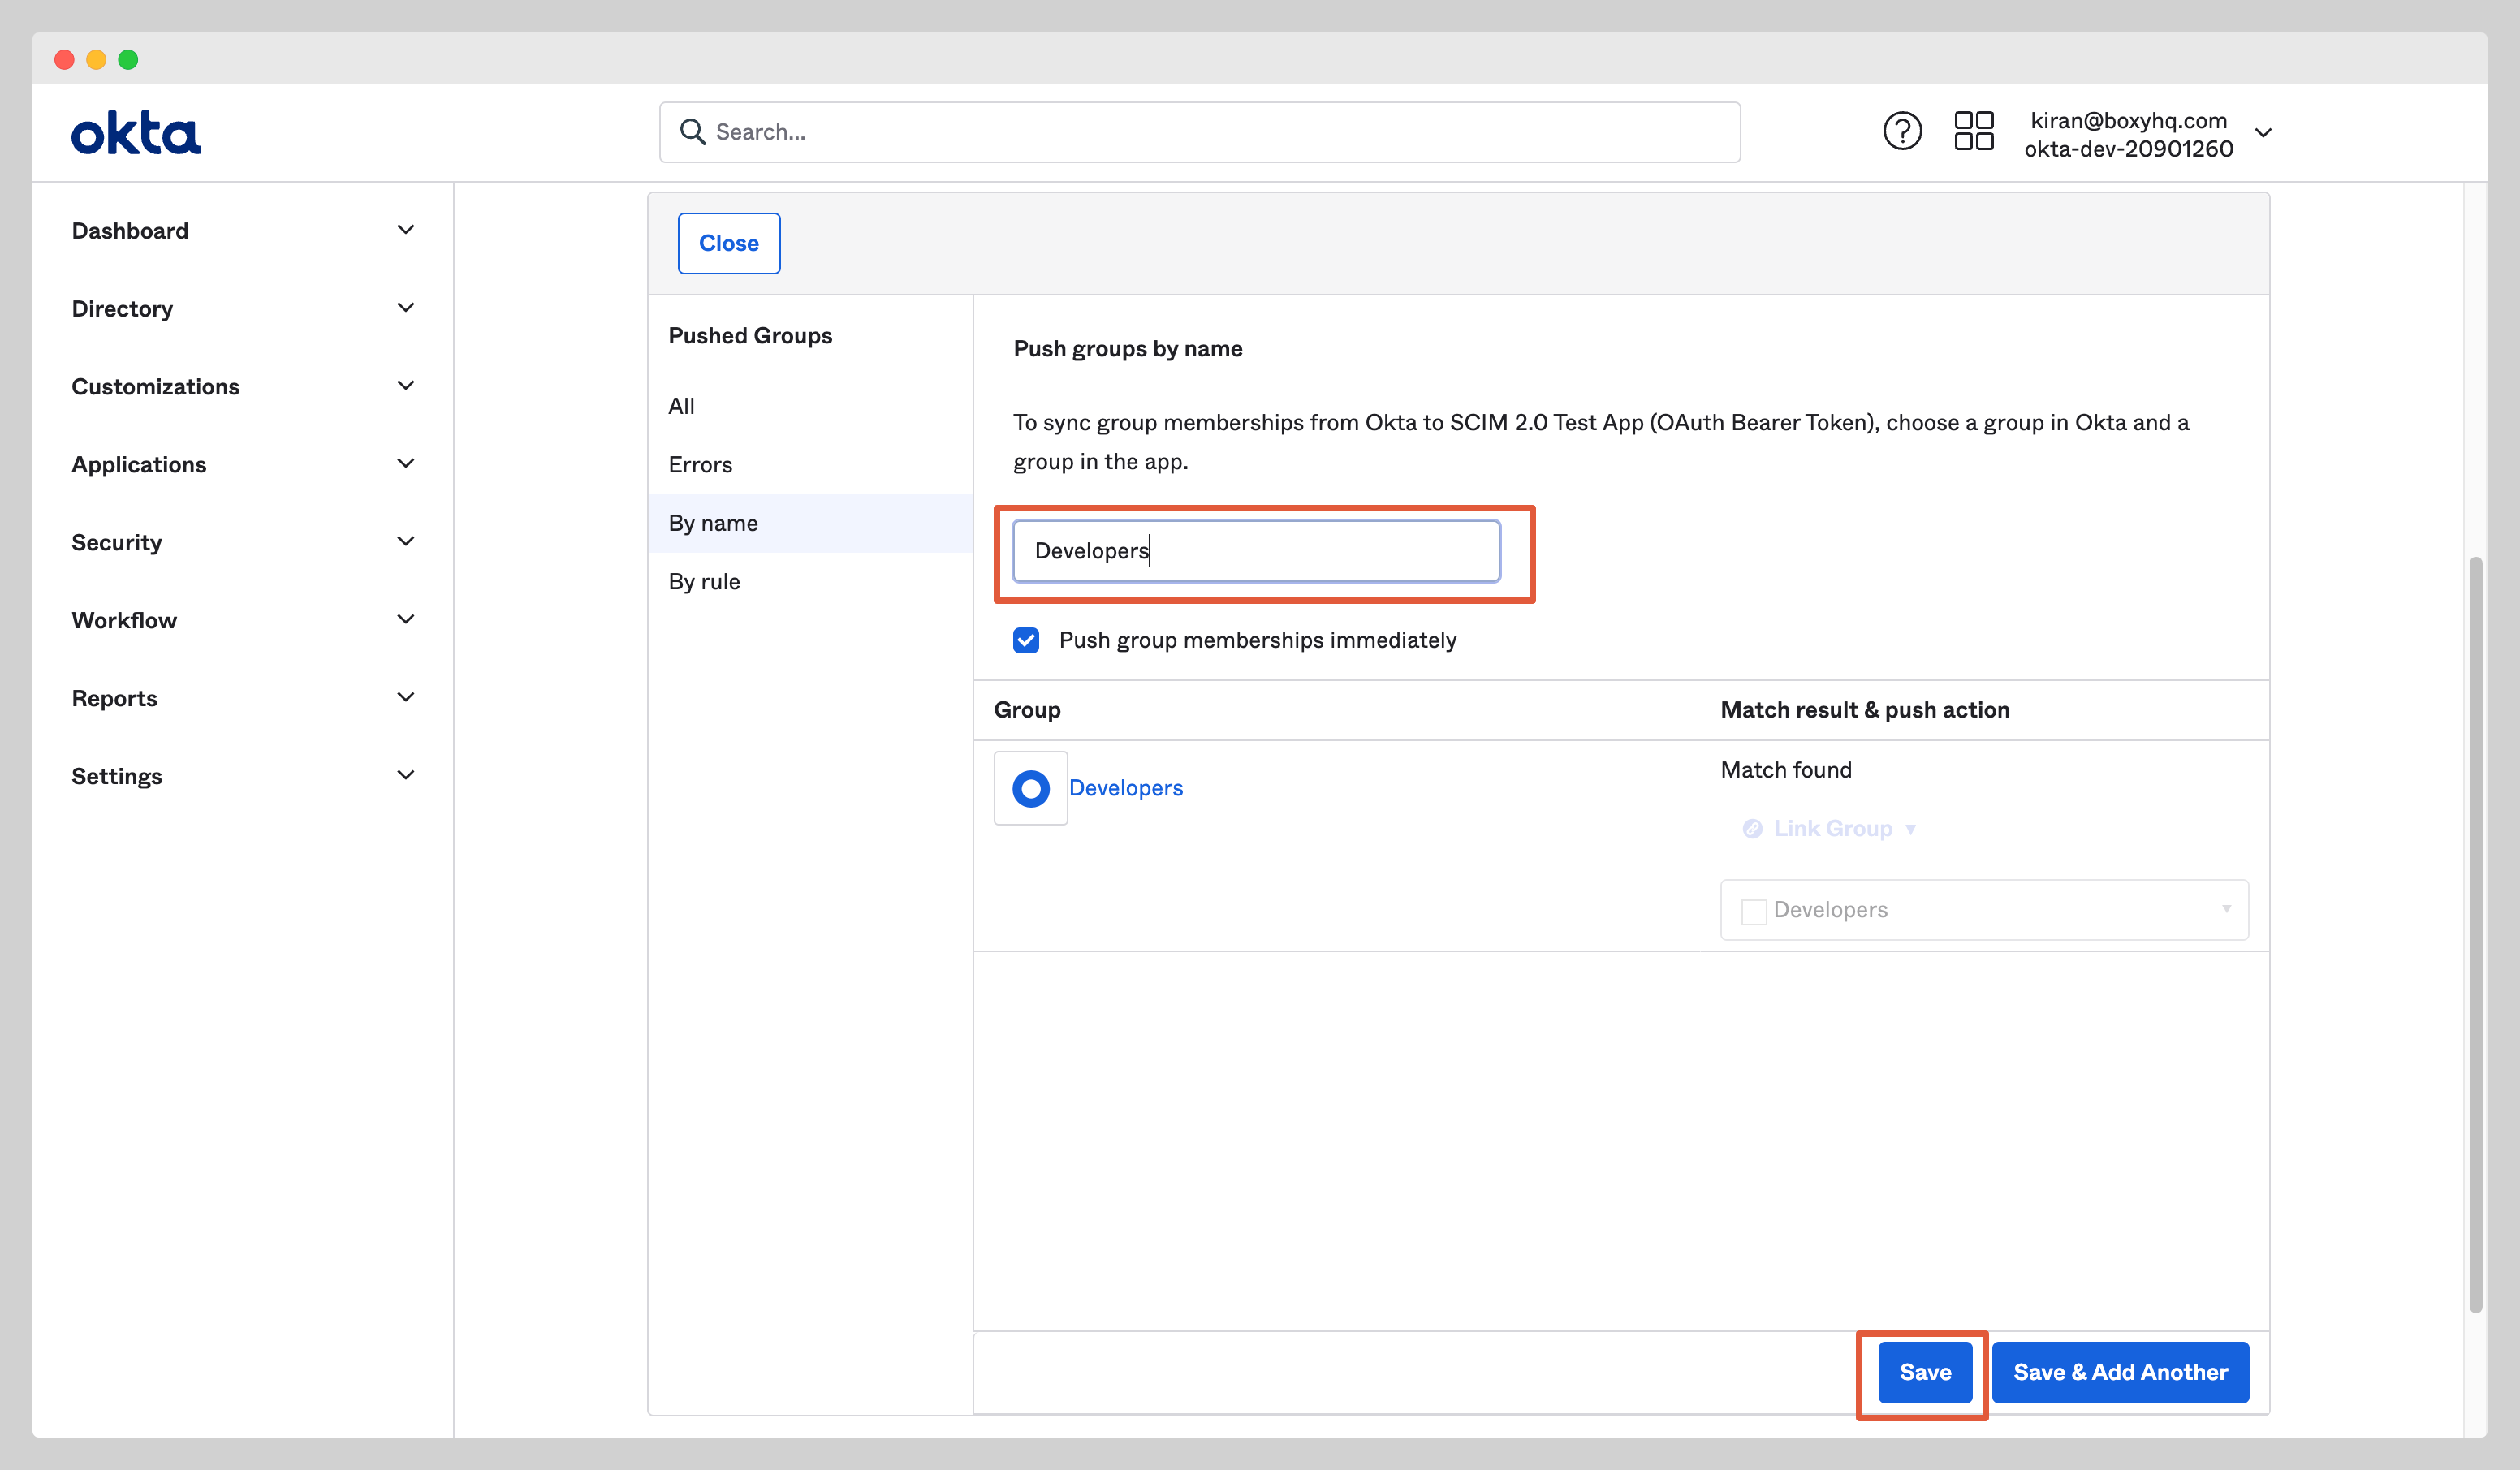 okta
Search...
kiran@boxyhq.com
okta-dev-20901260
Dashboard
Directory
Customizations
Applications
Security
Workflow
Reports
Settings
Close
Pushed Groups
All
Errors
By name
By rule
Push groups by name
To sync group memberships from Okta to SCIM 2.0 Test App (OAuth Bearer Token), choose a group in Okta and a
group in the app.
Developers
Push group memberships immediately
Group
Match result & push action
Developers
Match found
Link Group
Developers
Save
Save & Add Another